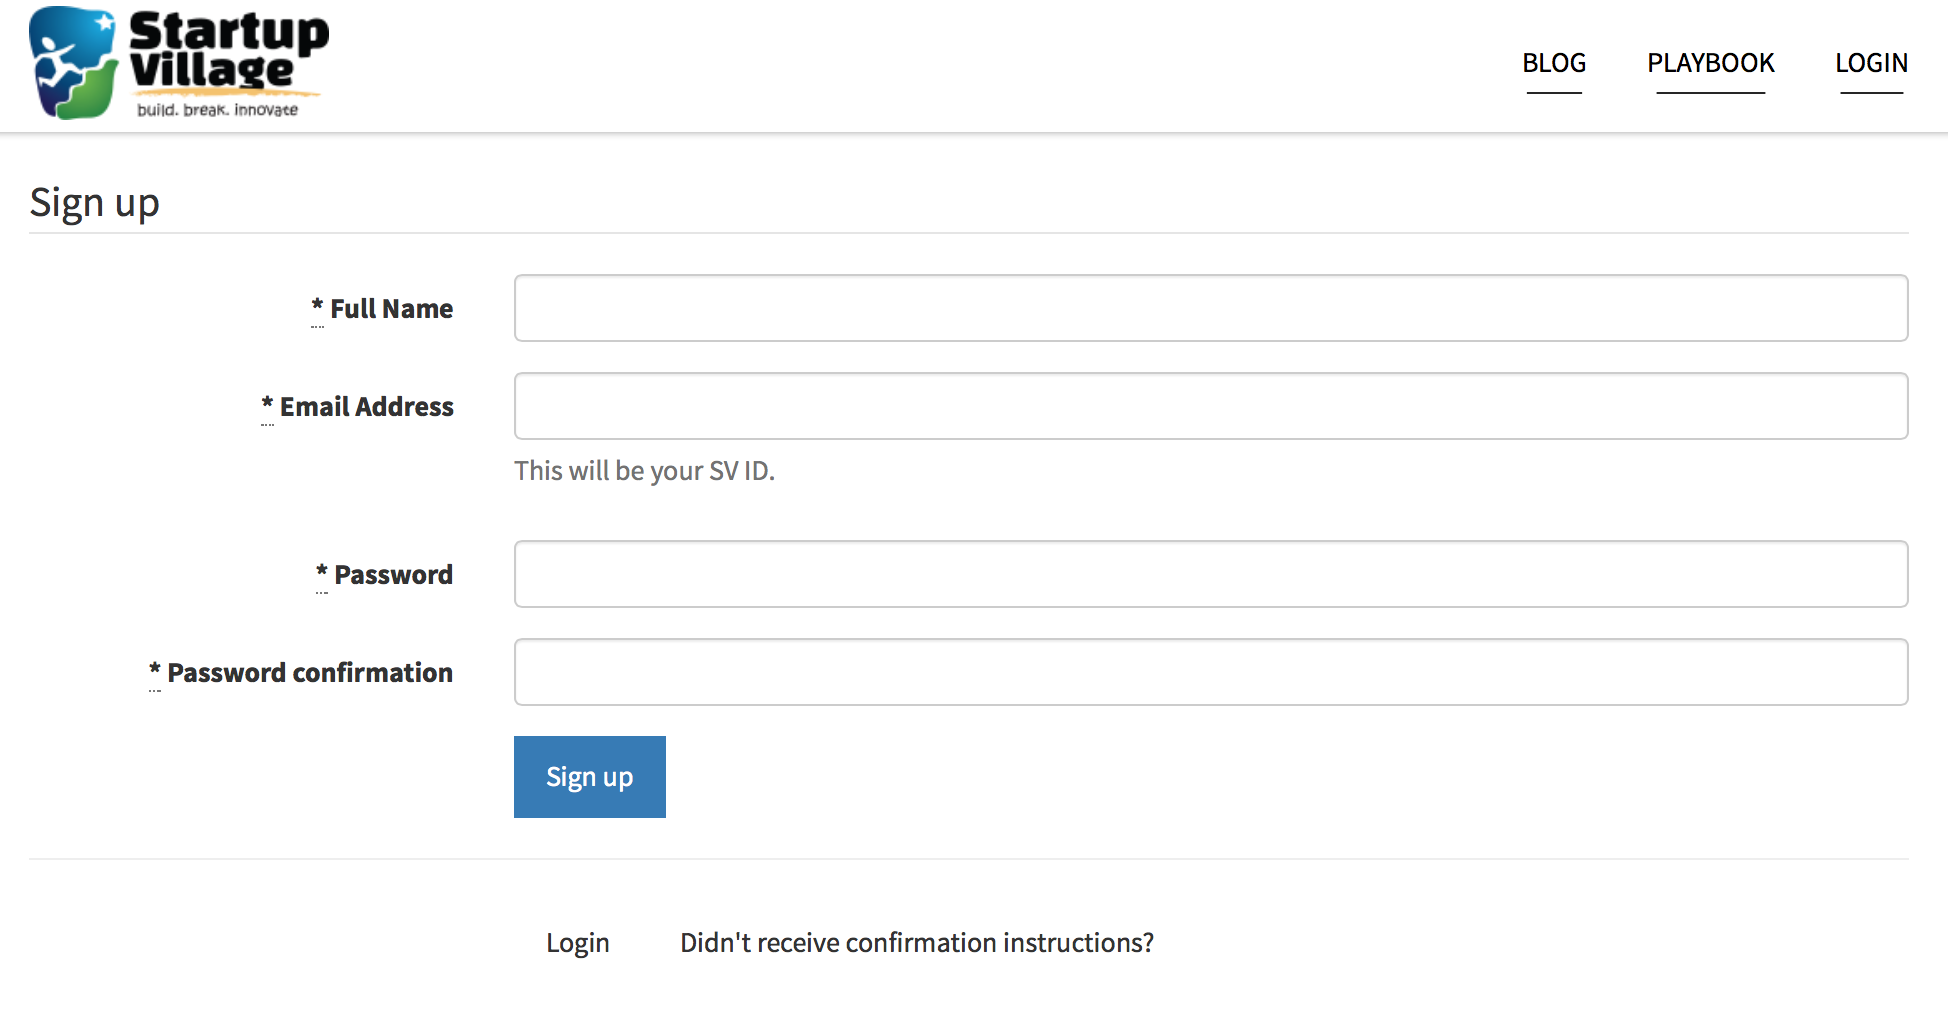 Startup
Village
build. break. innovate
BLOG PLAYBOOK LOGIN
Sign up
* Full Name
* Email Address
This will be your SV ID.
* Password
* Password confirmation
Sign up
Login Didn't receive confirmation instructions?